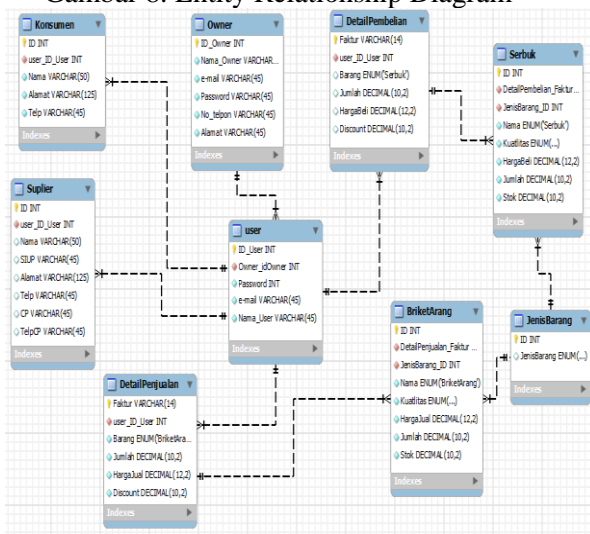 Gambar 8. Entity Relationship Diagram
Konsumen
ID INT
user_ID_User INT
Nama VARCHAR(50)
Alamat VARCHAR(125)
Telp VARCHAR(45)
Indexes
Owner
ID_Owner INT
Nama_Owner VARCHAR...
e-mail VARCHAR(45)
Password VARCHAR(45)
No_telpon VARCHAR(45)
Alamat VARCHAR(45)
Indexes
DetailPembelian
Faktur VARCHAR(14)
user_ID_User INT
Barang ENUM('Serbuk')
Jumlah DECIMAL(10,2)
HargaBeli DECIMAL(12,2)
Discount DECIMAL(10,2)
Indexes
Serbuk
ID INT
DetailPembelian_Faktur...
JenisBarang_ID INT
Nama ENUM('Serbuk')
Kuatlitas ENUM(...)
HargaBeli DECIMAL(12,2)
Jumlah DECIMAL(10,2)
Stok DECIMAL(10,2)
Indexes
Suplier
ID INT
user_ID_User INT
Nama VARCHAR(50)
SIUP VARCHAR(45)
Alamat VARCHAR(125)
Telp VARCHAR(45)
CP VARCHAR(45)
TelpCP VARCHAR(45)
Indexes
user
ID_User INT
Owner_idOwner INT
Password INT
e-mail VARCHAR(45)
Nama_User VARCHAR(45)
Indexes
BriketArang
ID INT
DetailPenjualan_Faktur ...
JenisBarang_ID INT
Nama ENUM('BriketArang')
Kuatlitas ENUM(...)
HargaJual DECIMAL(12,2)
Jumlah DECIMAL(10,2)
Stok DECIMAL(10,2)
Indexes
JenisBarang
ID INT
JenisBarang ENUM(...)
Indexes
DetailPenjualan
Faktur VARCHAR(14)
user_ID_User INT
Barang ENUM('BriketAra...
Jumlah DECIMAL(10,2)
HargaJual DECIMAL(12,2)
Discount DECIMAL(10,2)
Indexes